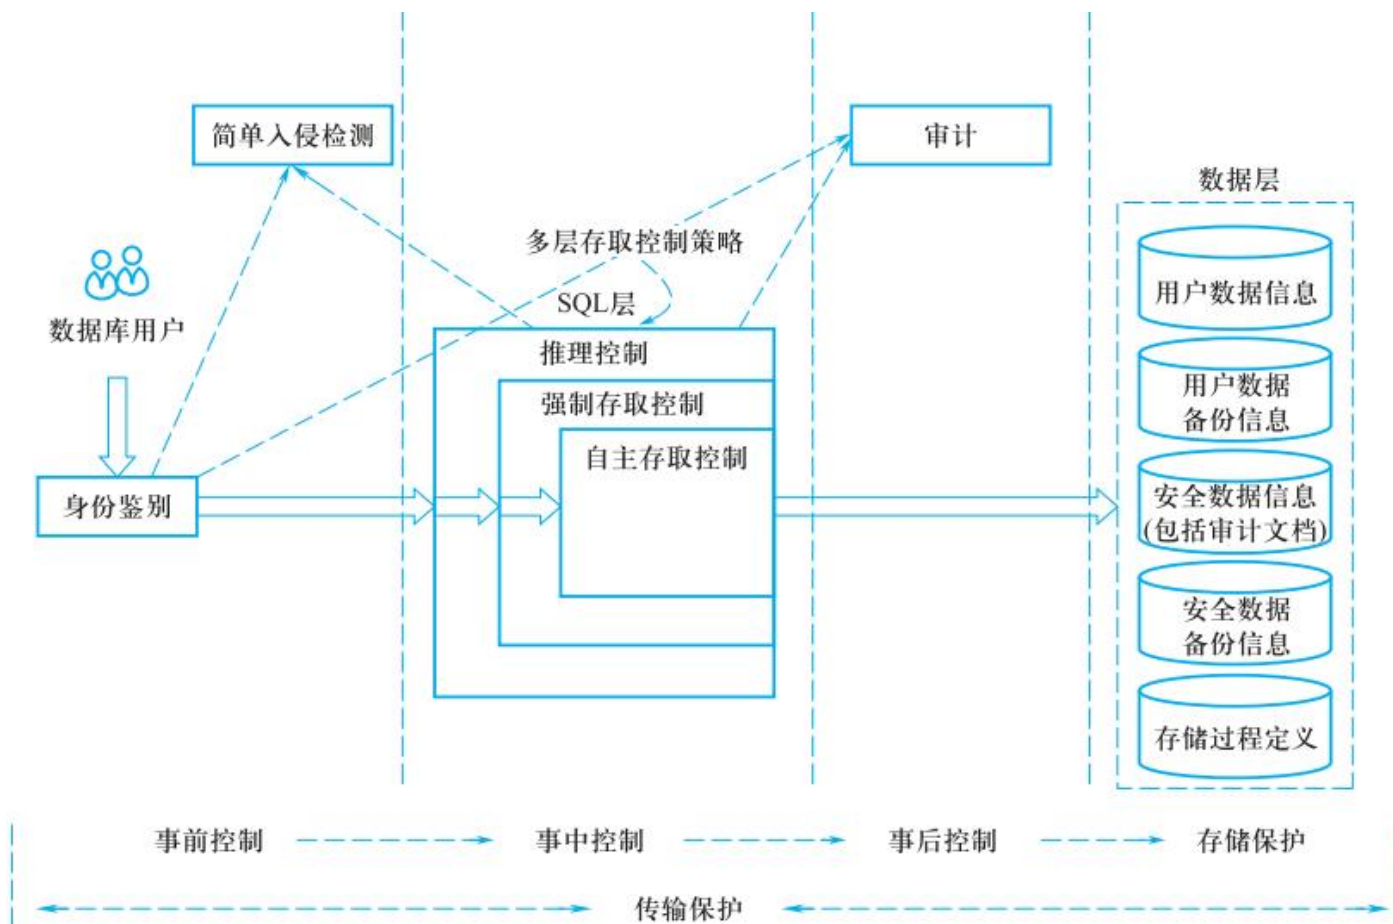 简单入侵检测
审计
数据层
多层存取控制策略
SQL层
数据库用户
用户数据信息
推理控制
强制存取控制
自主存取控制
用户数据
备份信息
身份鉴别
安全数据信息
(包括审计文档)
安全数据
备份信息
存储过程定义
事前控制
事中控制
事后控制
存储保护
传输保护